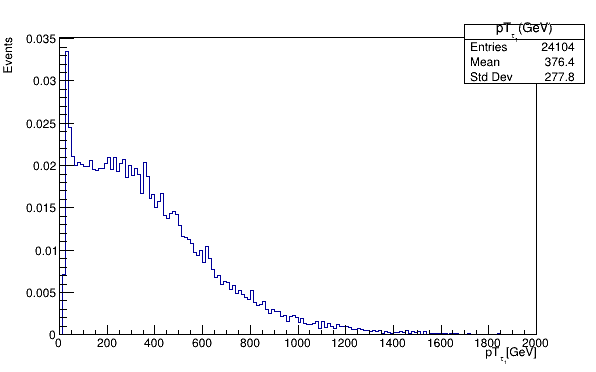 pT_τ₁(GeV)
Entries 24104
Mean 376.4
Std Dev 277.8
Events
0.035
0.03
0.025
0.02
0.015
0.01
0.005
0
0 200 400 600 800 1000 1200 1400 1600 1800 2000
pT_τ₁[GeV]